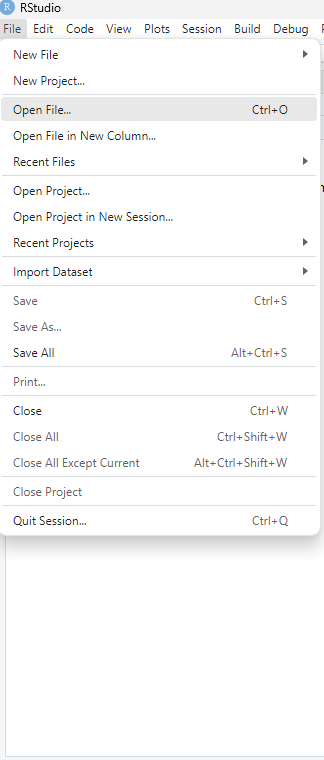 R RStudio
File Edit Code View Plots Session Build Debug
New File
New Project...
Open File... Ctrl+O
Open File in New Column...
Recent Files
Open Project...
Open Project in New Session...
Recent Projects
Import Dataset
Save Ctrl+S
Save As...
Save All Alt+Ctrl+S
Print...
Close Ctrl+W
Close All Ctrl+Shift+W
Close All Except Current Alt+Ctrl+Shift+W
Close Project
Quit Session... Ctrl+Q